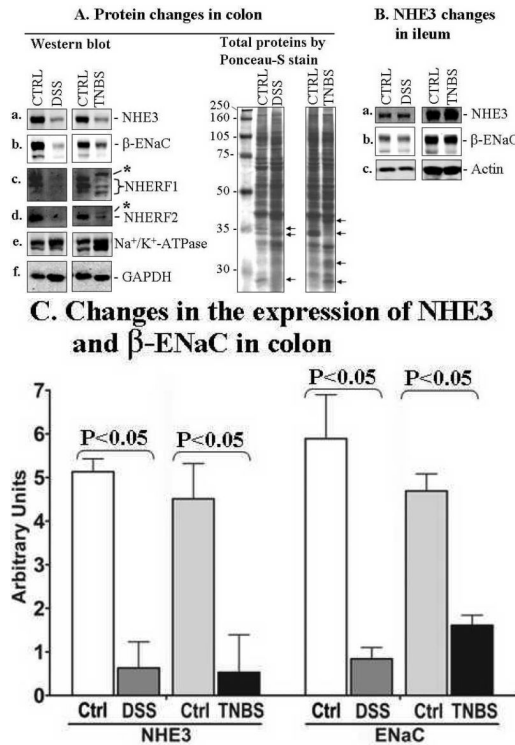 A. Protein changes in colon
Western blot
Total proteins by
Ponceau-S stain
CTRL DSS CTRL TNBS
a. NHE3
b. β-ENaC
c. * NHERF1
d. * NHERF2
e. Na⁺/K⁺-ATPase
f. GAPDH
CTRL DSS CTRL TNBS
250
160
105
75
50
35
30
B. NHE3 changes
in ileum
CTRL DSS CTRL TNBS
a. NHE3
b. β-ENaC
c. Actin
C. Changes in the expression of NHE3
and β-ENaC in colon
Arbitrary Units
7
6
5
4
3
2
1
0
P<0.05 P<0.05 P<0.05 P<0.05
Ctrl DSS Ctrl TNBS Ctrl DSS Ctrl TNBS
NHE3 ENaC